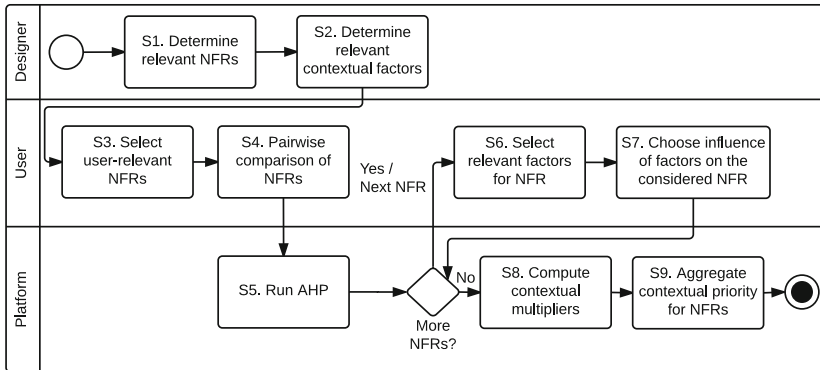 Designer
S1. Determine
relevant NFRs
S2. Determine
relevant
contextual factors
User
S3. Select
user-relevant
NFRs
S4. Pairwise
comparison of
NFRs
Yes /
Next NFR
S6. Select
relevant factors
for NFR
S7. Choose influence
of factors on the
considered NFR
Platform
S5. Run AHP
More
NFRs?
No
S8. Compute
contextual
multipliers
S9. Aggregate
contextual priority
for NFRs